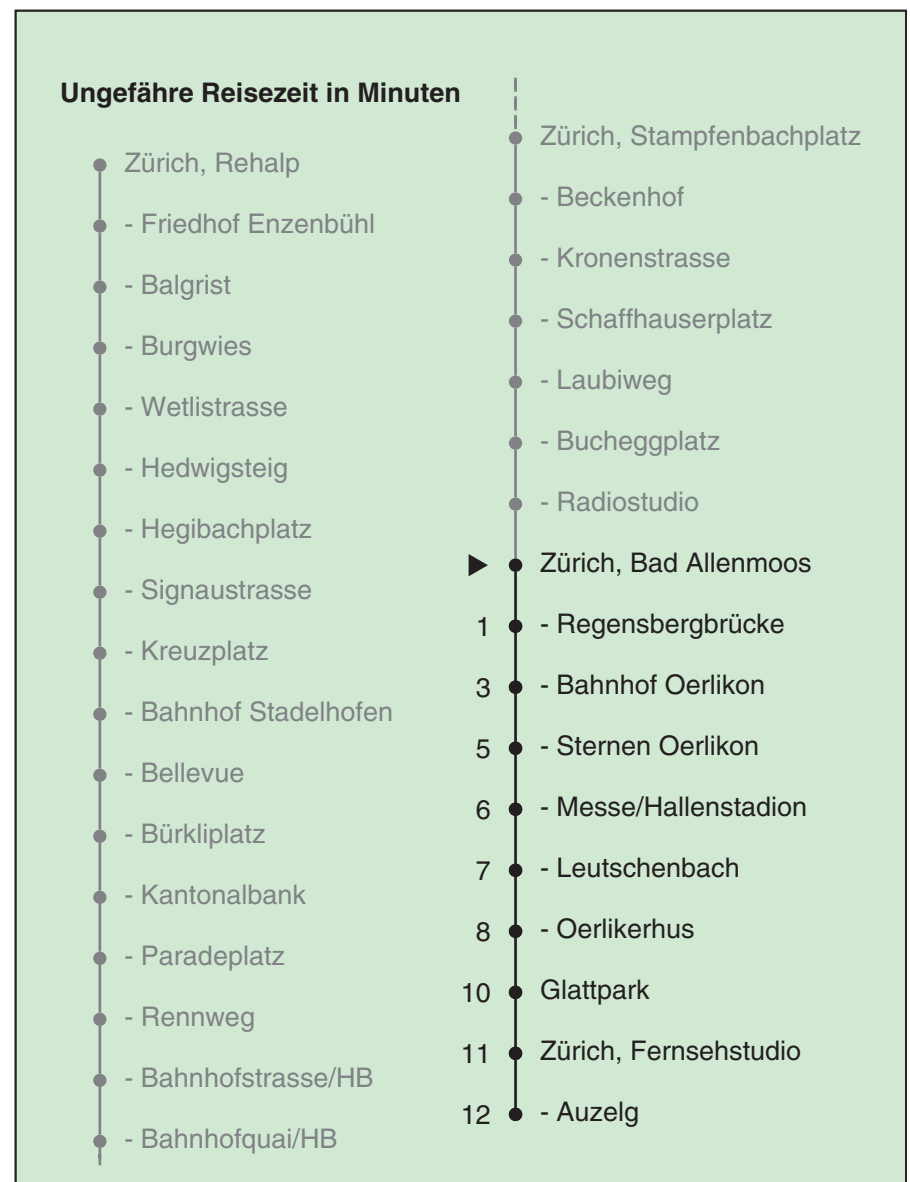 Ungefähre Reisezeit in Minuten
Zürich, Rehalp
- Friedhof Enzenbühl
- Balgrist
- Burgwies
- Wetlistrasse
- Hedwigsteig
- Hegibachplatz
- Signaustrasse
- Kreuzplatz
- Bahnhof Stadelhofen
- Bellevue
- Bürkliplatz
- Kantonalbank
- Paradeplatz
- Rennweg
- Bahnhofstrasse/HB
- Bahnhofquai/HB
Zürich, Stampfenbachplatz
- Beckenhof
- Kronenstrasse
- Schaffhauserplatz
- Laubiweg
- Bucheggplatz
- Radiostudio
Zürich, Bad Allenmoos
1 - Regensbergbrücke
3 - Bahnhof Oerlikon
5 - Sternen Oerlikon
6 - Messe/Hallenstadion
7 - Leutschenbach
8 - Oerlikerhus
10 Glattpark
11 Zürich, Fernsehstudio
12 - Auzelg